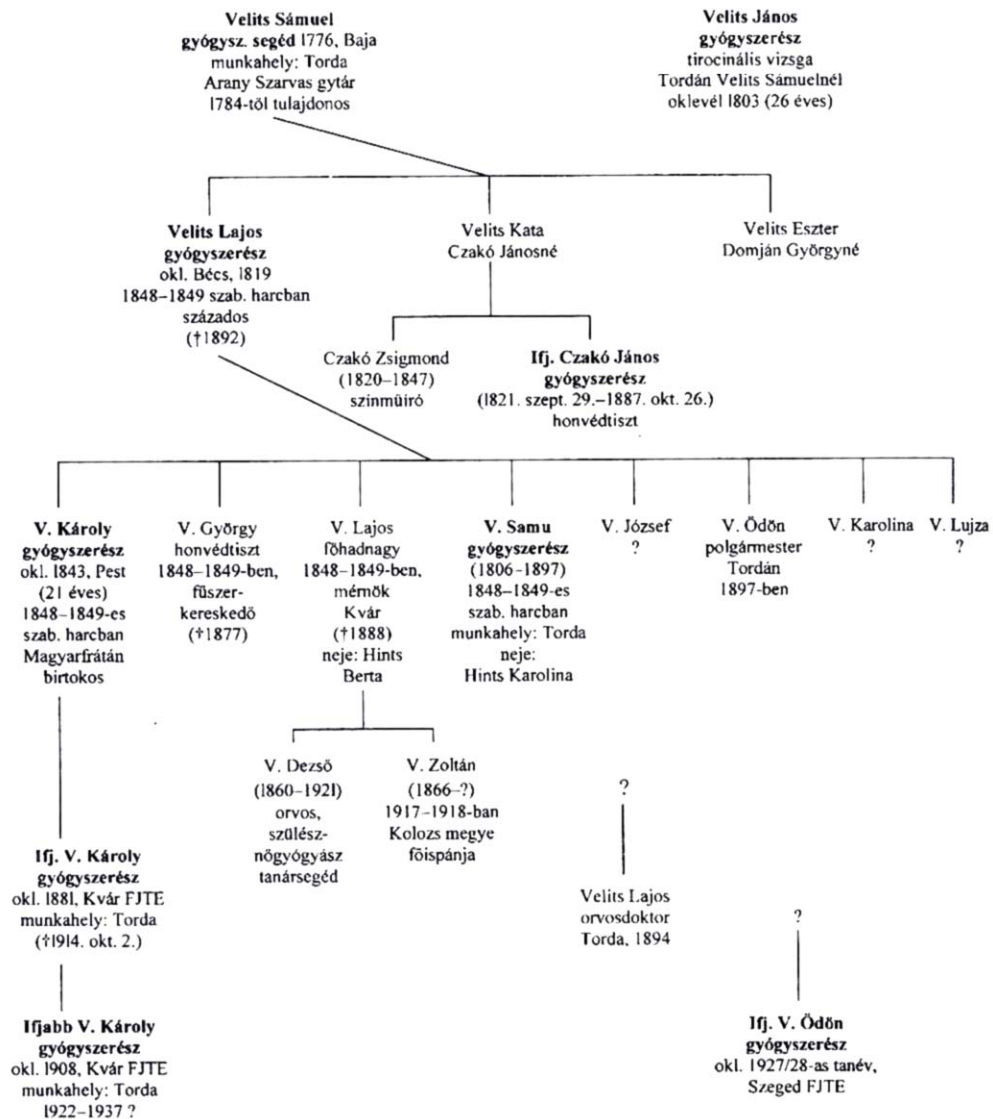 Velits Sámuel
gyógysz. segéd 1776, Baja
munkahely: Torda
Arany Szarvas gytár
1784-től tulajdonos
Velits János
gyógyszerész
tirocinális vizsga
Tordán Velits Sámuelnél
oklevél 1803 (26 éves)
Velits Lajos
gyógyszerész
okl. Bécs, 1819
1848–1849 szab. harcban
százados
(†1892)
Velits Kata
Czakó Jánosné
Velits Eszter
Domján Györgyné
Czakó Zsigmond
(1820–1847)
szinmüiró
Ifj. Czakó János
gyógyszerész
(1821. szept. 29.–1887. okt. 26.)
honvédtiszt
V. Károly
gyógyszerész
okl. 1843, Pest
(21 éves)
1848–1849-es
szab. harcban
Magyarfrátán
birtokos
V. György
honvédtiszt
1848–1849-ben,
fűszer-
kereskedő
(†1877)
V. Lajos
főhadnagy
1848–1849-ben,
mérnök
Kvár
(†1888)
neje: Hints
Berta
V. Samu
gyógyszerész
(1806–1897)
1848–1849-es
szab. harcban
munkahely: Torda
neje:
Hints Karolina
V. József
?
V. Ödön
polgármester
Tordán
1897-ben
V. Karolina
?
V. Lujza
?
V. Dezső
(1860–1921)
orvos,
szülész-
nőgyógyász
tanársegéd
V. Zoltán
(1866–?)
1917–1918-ban
Kolozs megye
főispánja
?
Velits Lajos
orvosdoktor
Torda, 1894
Ifj. V. Károly
gyógyszerész
okl. 1881, Kvár FJTE
munkahely: Torda
(†1914. okt. 2.)
?
Ifjabb V. Károly
gyógyszerész
okl. 1908, Kvár FJTE
munkahely: Torda
1922–1937 ?
Ifj. V. Ödön
gyógyszerész
okl. 1927/28-as tanév,
Szeged FJTE